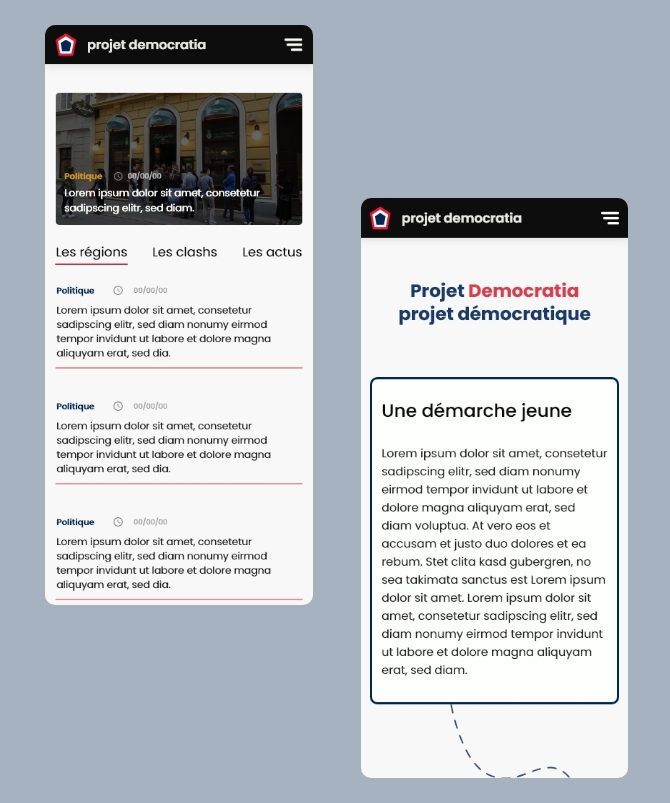 projet democratia
Politique 00/00/00
Lorem ipsum dolor sit amet, consetetur
sadipscing elitr, sed diam.
Les régions Les clashs Les actus
Politique 00/00/00
Lorem ipsum dolor sit amet, consetetur
sadipscing elitr, sed diam nonumy eirmod
tempor invidunt ut labore et dolore magna
aliquyam erat, sed dia.
Politique 00/00/00
Lorem ipsum dolor sit amet, consetetur
sadipscing elitr, sed diam nonumy eirmod
tempor invidunt ut labore et dolore magna
aliquyam erat, sed dia.
Politique 00/00/00
Lorem ipsum dolor sit amet, consetetur
sadipscing elitr, sed diam nonumy eirmod
tempor invidunt ut labore et dolore magna
aliquyam erat, sed dia.
projet democratia
Projet Democratia
projet démocratique
Une démarche jeune
Lorem ipsum dolor sit amet, consetetur
sadipscing elitr, sed diam nonumy
eirmod tempor invidunt ut labore et
dolore magna aliquyam erat, sed
diam voluptua. At vero eos et
accusam et justo duo dolores et ea
rebum. Stet clita kasd gubergren, no
sea takimata sanctus est Lorem ipsum
dolor sit amet. Lorem ipsum dolor sit
amet, consetetur sadipscing elitr, sed
diam nonumy eirmod tempor invidunt
ut labore et dolore magna aliquyam
erat, sed diam.